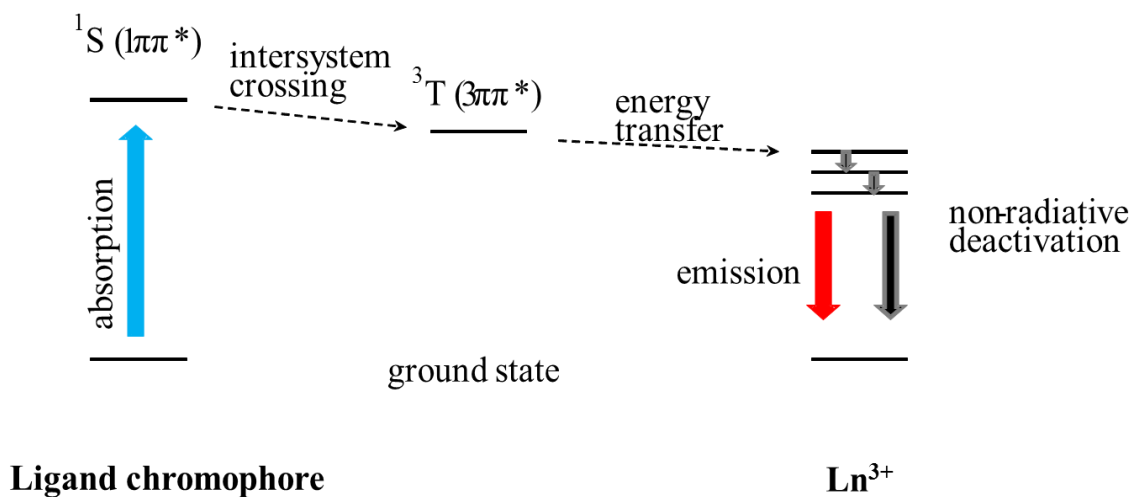 ¹S (1ππ*)
intersystem
crossing
³T (3ππ*)
energy
transfer
absorption
emission
non-radiative
deactivation
ground state
Ligand chromophore
Ln³⁺